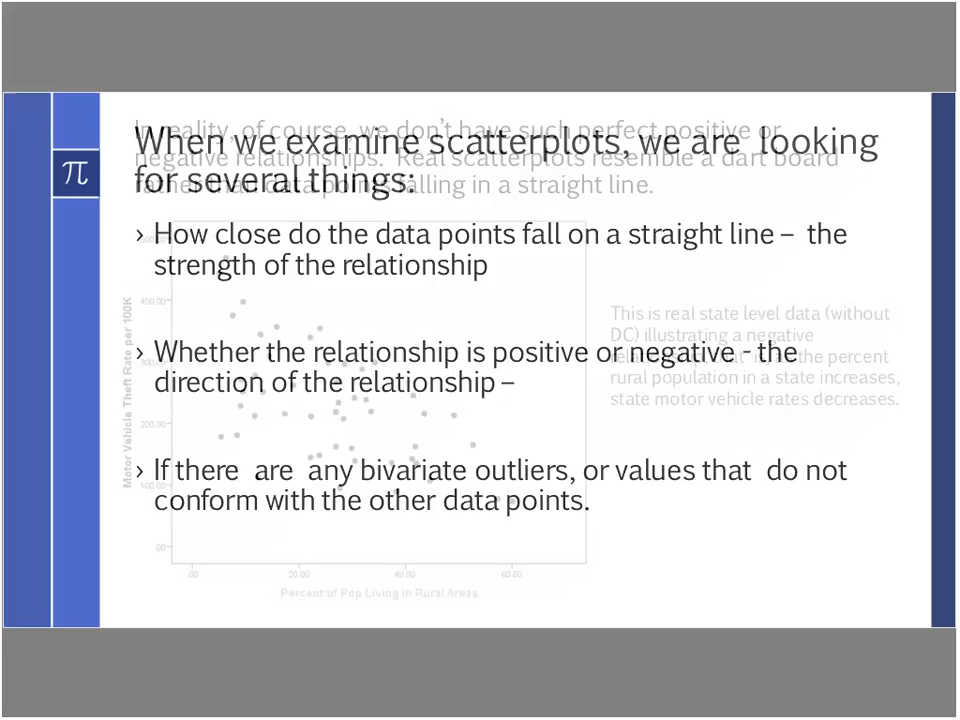 π
When we examine scatterplots, we are looking
for several things:
› How close do the data points fall on a straight line – the
strength of the relationship
› Whether the relationship is positive or negative - the
direction of the relationship –
› If there are any bivariate outliers, or values that do not
conform with the other data points.
In reality, of course, we don't have such perfect positive or
negative relationships. Real scatterplots resemble a dart board
rather than data points falling in a straight line.
Motor Vehicle Theft Rate per 100K
400.00
200.00
100.00
.00
.00 20.00 40.00 60.00
Percent of Pop Living in Rural Areas
This is real state level data (without
DC) illustrating a negative
the percent
rural population in a state increases,
state motor vehicle rates decreases.